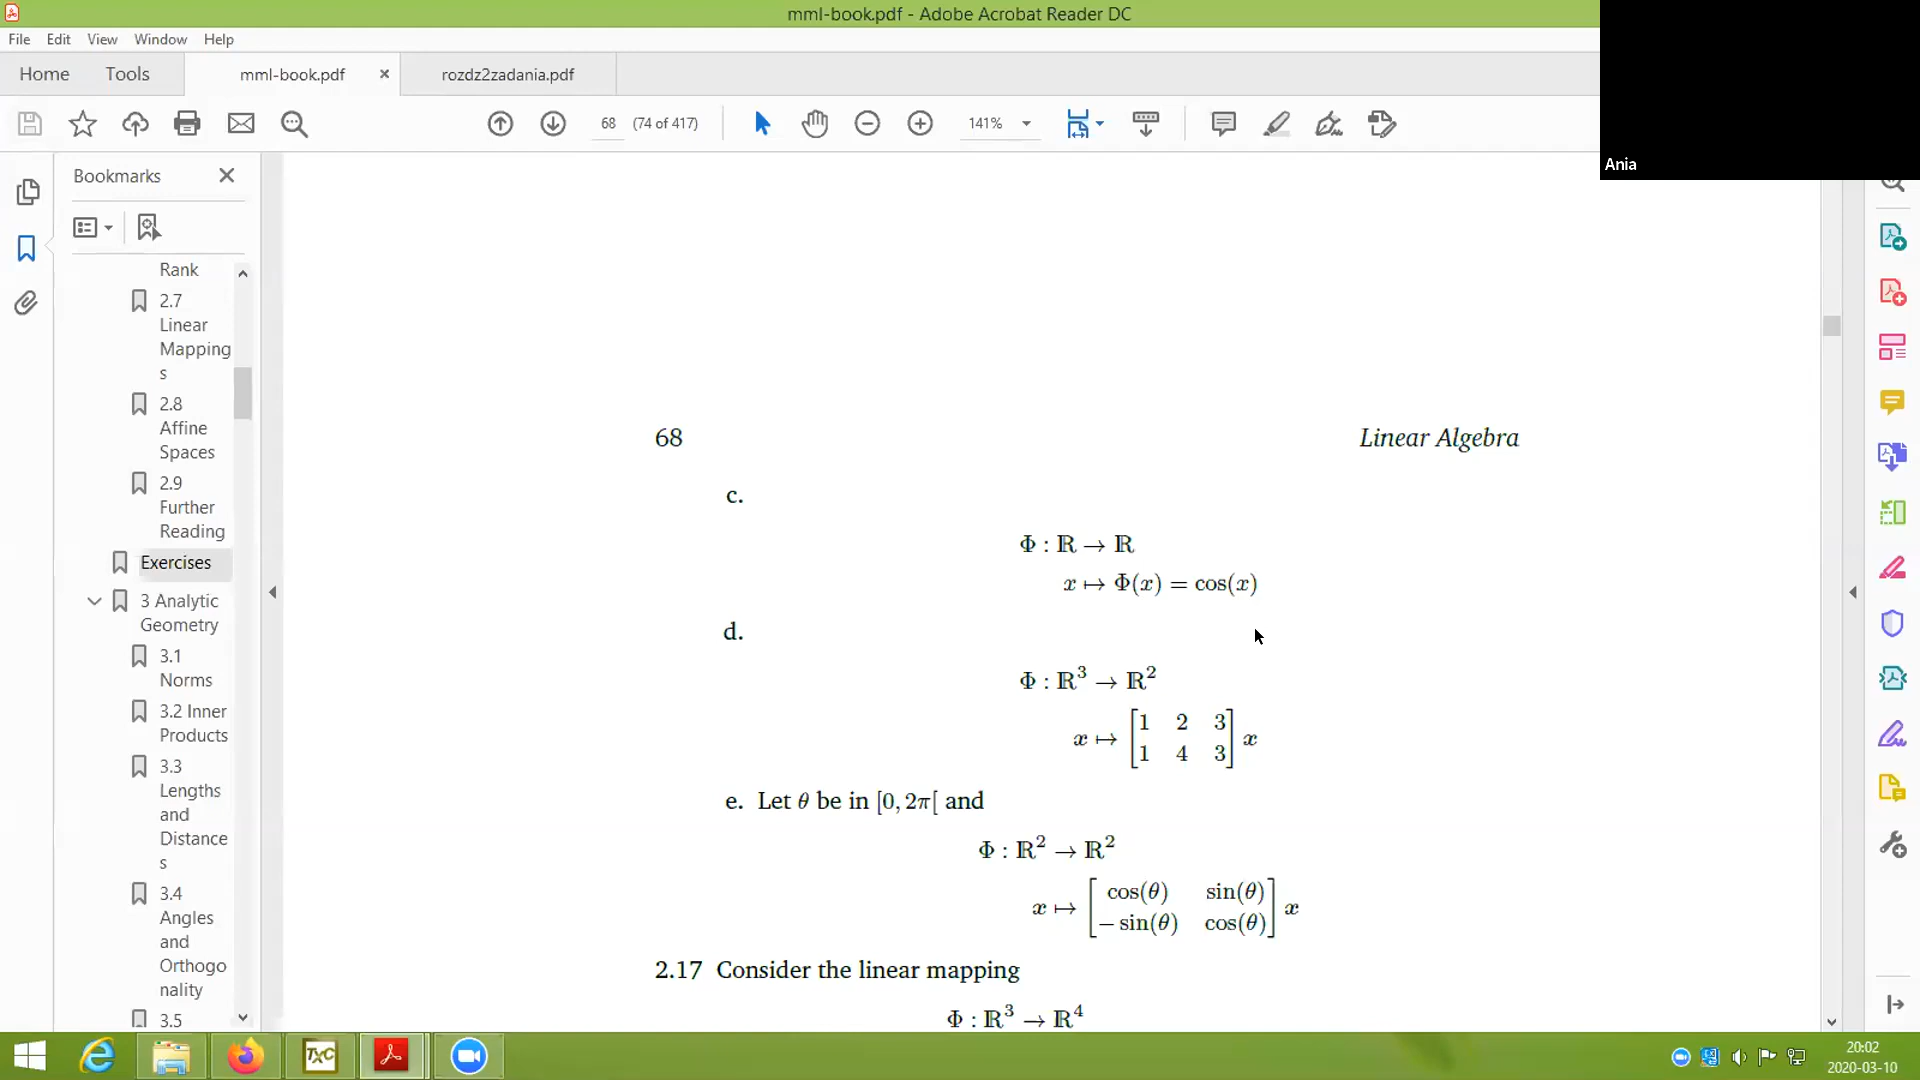 mml-book.pdf - Adobe Acrobat Reader DC
File Edit View Window Help
Home Tools mml-book.pdf × rozdz2zadania.pdf
68 (74 of 417) 141%
Ania
Bookmarks
Rank
2.7
Linear
Mapping
s
2.8
Affine
Spaces
2.9
Further
Reading
Exercises
3 Analytic
Geometry
3.1
Norms
3.2 Inner
Products
3.3
Lengths
and
Distance
s
3.4
Angles
and
Orthogo
nality
3.5
68 Linear Algebra
c.
Φ : ℝ → ℝ
x ↦ Φ(x) = cos(x)
d.
Φ : ℝ³ → ℝ²
x ↦ [1 2 3
1 4 3] x
e. Let θ be in [0, 2π[ and
Φ : ℝ² → ℝ²
x ↦ [cos(θ) sin(θ)
− sin(θ) cos(θ)] x
2.17 Consider the linear mapping
Φ : ℝ³ → ℝ⁴
TXC
20:02
2020-03-10